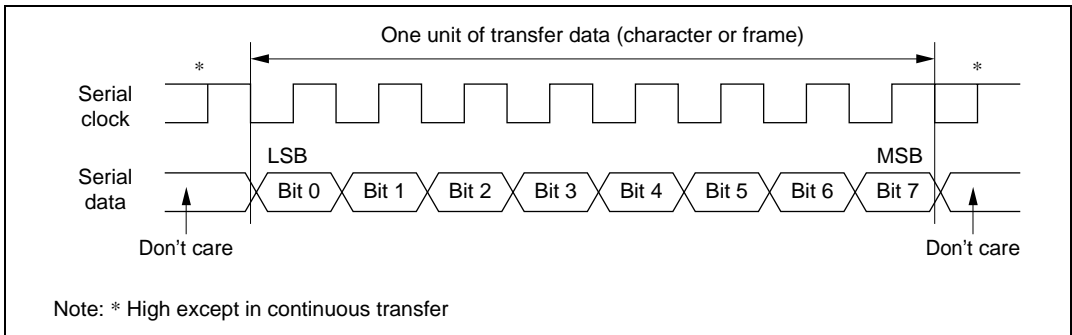 One unit of transfer data (character or frame)
*
*
Serial
clock
LSB
MSB
Serial
data
Bit 0
Bit 1
Bit 2
Bit 3
Bit 4
Bit 5
Bit 6
Bit 7
Don't care
Don't care
Note: * High except in continuous transfer